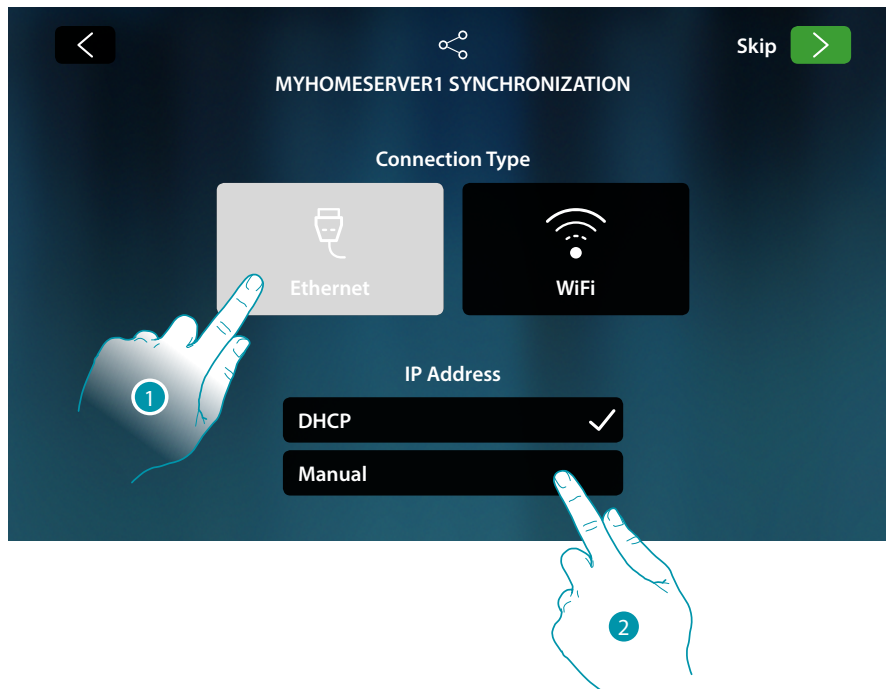 Skip
MYHOMESERVER1 SYNCHRONIZATION
Connection Type
Ethernet
WiFi
1
IP Address
DHCP
Manual
2